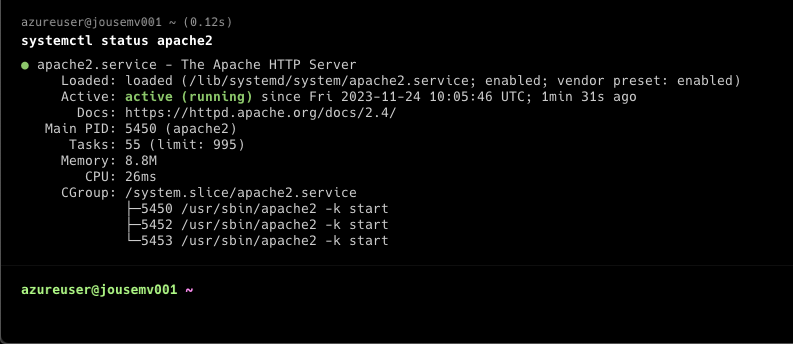 azureuser@jousemv001 ~ (0.12s)
systemctl status apache2
● apache2.service - The Apache HTTP Server
     Loaded: loaded (/lib/systemd/system/apache2.service; enabled; vendor preset: enabled)
     Active: active (running) since Fri 2023-11-24 10:05:46 UTC; 1min 31s ago
       Docs: https://httpd.apache.org/docs/2.4/
   Main PID: 5450 (apache2)
      Tasks: 55 (limit: 995)
     Memory: 8.8M
        CPU: 26ms
     CGroup: /system.slice/apache2.service
             ├─5450 /usr/sbin/apache2 -k start
             ├─5452 /usr/sbin/apache2 -k start
             └─5453 /usr/sbin/apache2 -k start
azureuser@jousemv001 ~